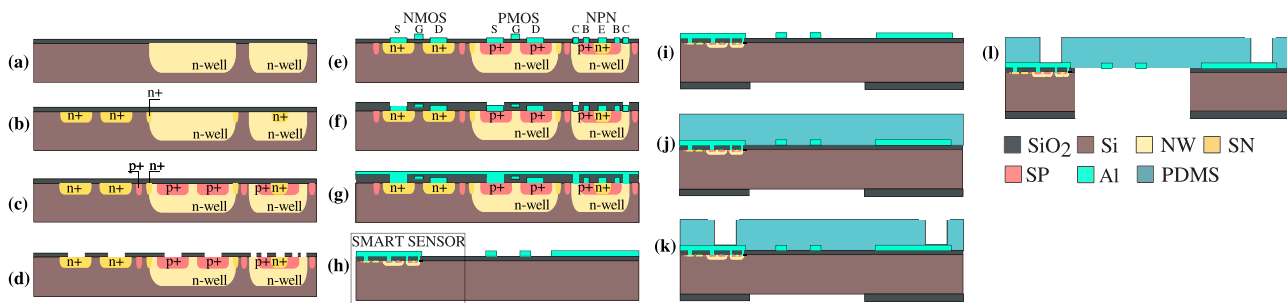 (a)
n-well
n-well
(b)
n+
n+
n+
n+
n-well
n-well
(c)
p+
n+
n+
n+
p+
p+
p+
n+
n-well
n-well
(d)
n+
n+
p+
p+
p+
n+
n-well
n-well
NMOS
PMOS
NPN
S
G
D
S
G
D
C
B
E
B
C
(e)
n+
n+
p+
p+
p+
n+
n-well
n-well
(f)
n+
n+
p+
p+
p+
n+
n-well
n-well
(g)
n+
n+
p+
p+
p+
n+
n-well
n-well
SMART SENSOR
(h)
(i)
(j)
(k)
(l)
SiO2
Si
NW
SN
SP
Al
PDMS